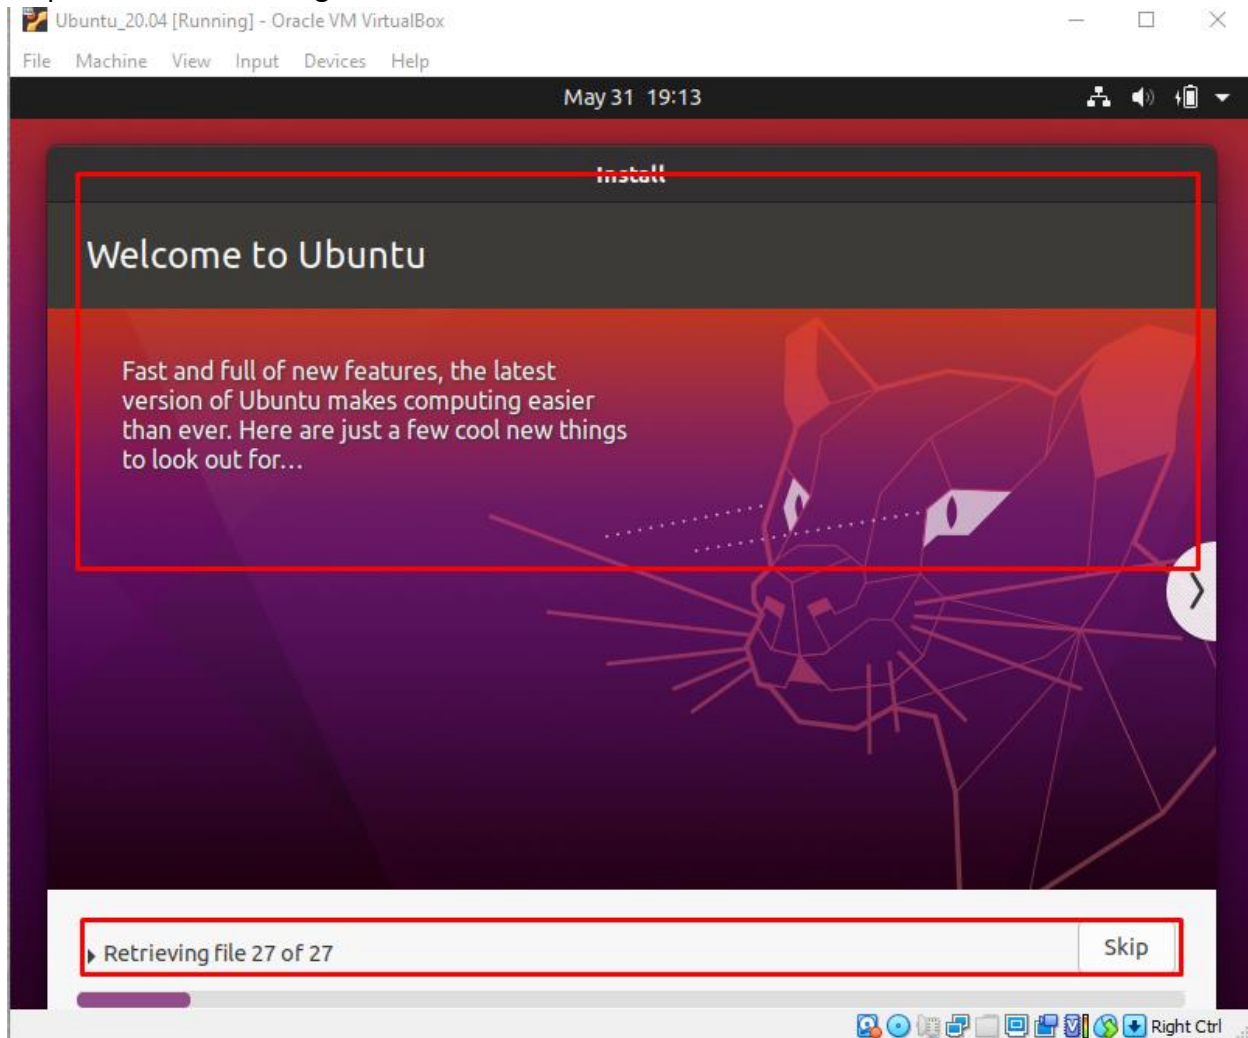 Ubuntu_20.04 [Running] - Oracle VM VirtualBox
File Machine View Input Devices Help
May 31 19:13
Install
Welcome to Ubuntu
Fast and full of new features, the latest
version of Ubuntu makes computing easier
than ever. Here are just a few cool new things
to look out for...
Retrieving file 27 of 27
Skip
Right Ctrl